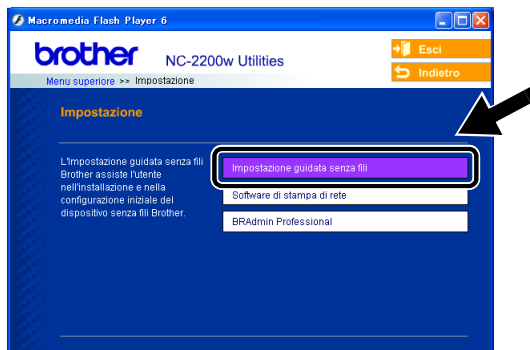 Macromedia Flash Player 6
brother
NC-2200w Utilities
Esci
Indietro
Menu superiore >> Impostazione
Impostazione
L'Impostazione guidata senza fili
Brother assiste l'utente
nell'installazione e nella
configurazione iniziale del
dispositivo senza fili Brother.
Impostazione guidata senza fili
Software di stampa di rete
BRAdmin Professional